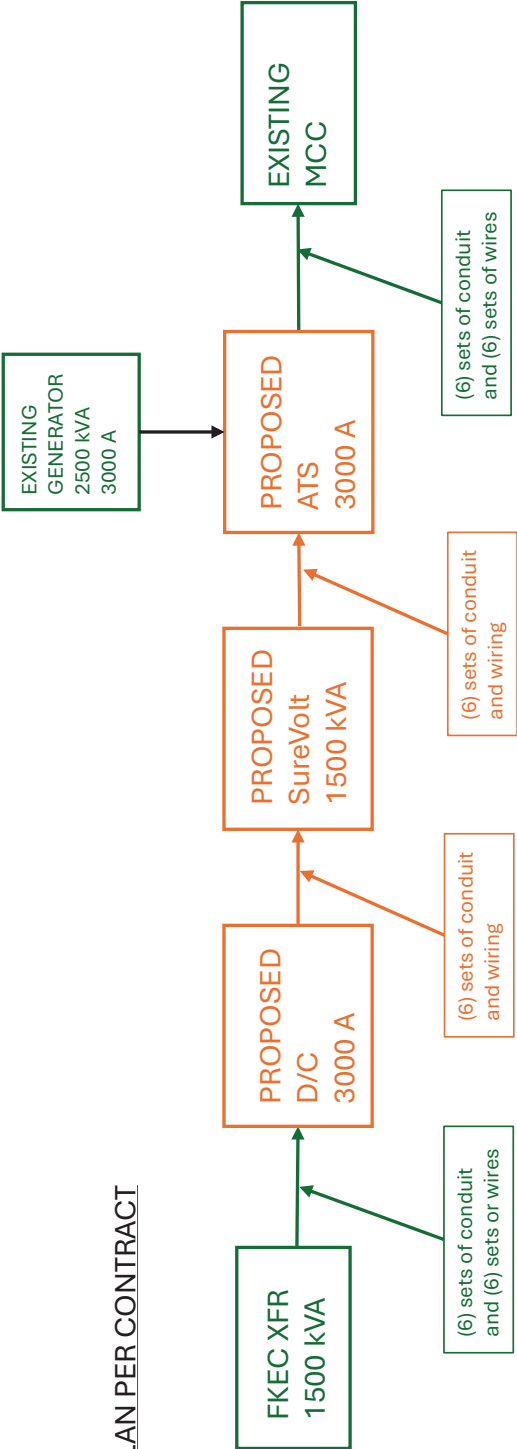 .AN PER CONTRACT
EXISTING
GENERATOR
2500 kVA
3000 A
FKEC XFR
1500 kVA
PROPOSED
D/C
3000 A
PROPOSED
SureVolt
1500 kVA
PROPOSED
ATS
3000 A
EXISTING
MCC
(6) sets of conduit
and (6) sets or wires
(6) sets of conduit
and wiring
(6) sets of conduit
and wiring
(6) sets of conduit
and (6) sets of wires